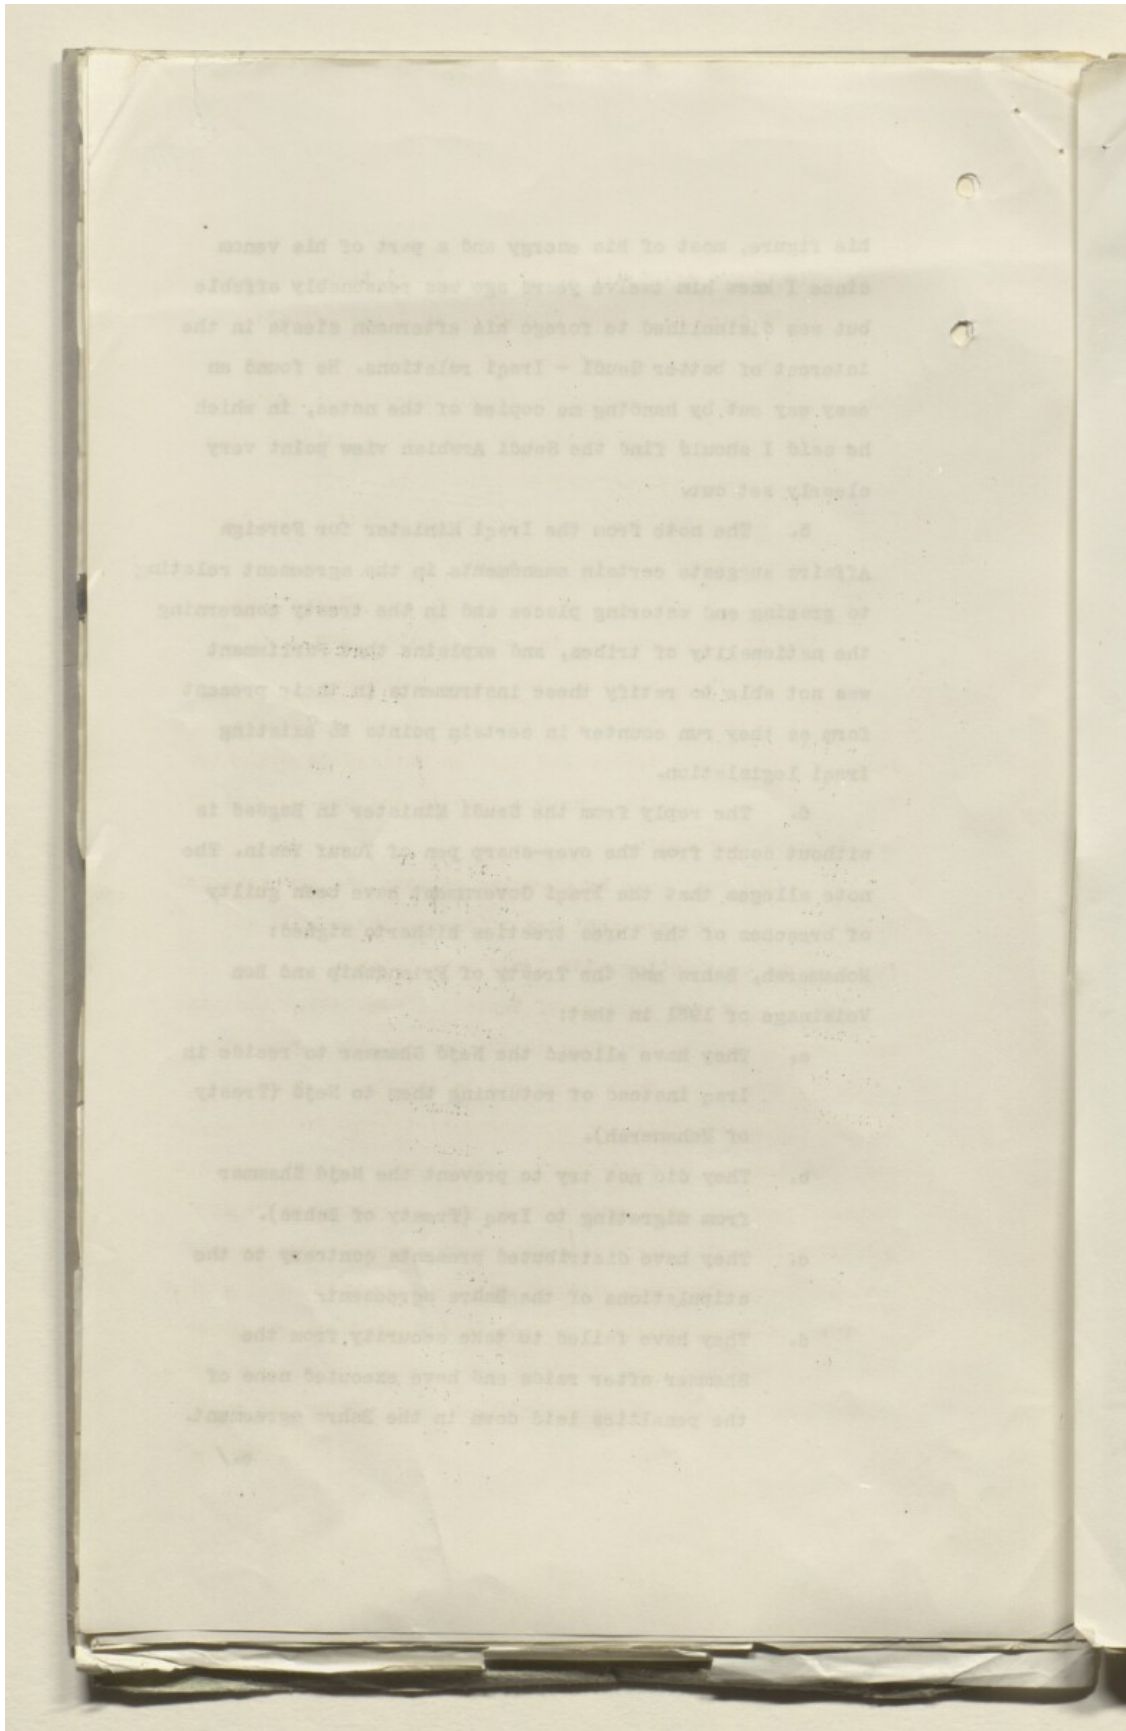 his figure, most of his energy and a part of his venom
since I knew him twelve years ago was reasonably affable
but was disinclined to forego his afternoon siesta in the
interest of better Saudi - Iraqi relations. He found an
easy way out by handing me copies of the notes, in which
he said I should find the Saudi Arabian view point very
clearly set out.
5. The note from the Iraqi Minister for Foreign
Affairs suggests certain amendments in the agreement relating
to grazing and watering places and in the treaty concerning
the nationality of tribes, and explains that Parliament
was not able to ratify these instruments in their present
form as they run counter in certain points to existing
Iraqi legislation.
6. The reply from the Saudi Minister in Bagdad is
without doubt from the over-sharp pen of Yusuf Yasin. The
note alleges that the Iraqi Government have been guilty
of breaches of the three treaties hitherto signed:
Mohamerah, Bahra and the Treaty of Friendship and Bon
Voisinage of 1931 in that:
a. They have allowed the Nejd Shammar to reside in
Iraq instead of returning them to Nejd (Treaty
of Mohamerah).
b. They did not try to prevent the Nejd Shammar
from migrating to Iraq (Treaty of Bahra).
c. They have distributed presents contrary to the
stipulations of the Bahra agreement.
d. They have failed to take security from the
Shammar after raids and have executed none of
the penalties laid down in the Bahra agreement.